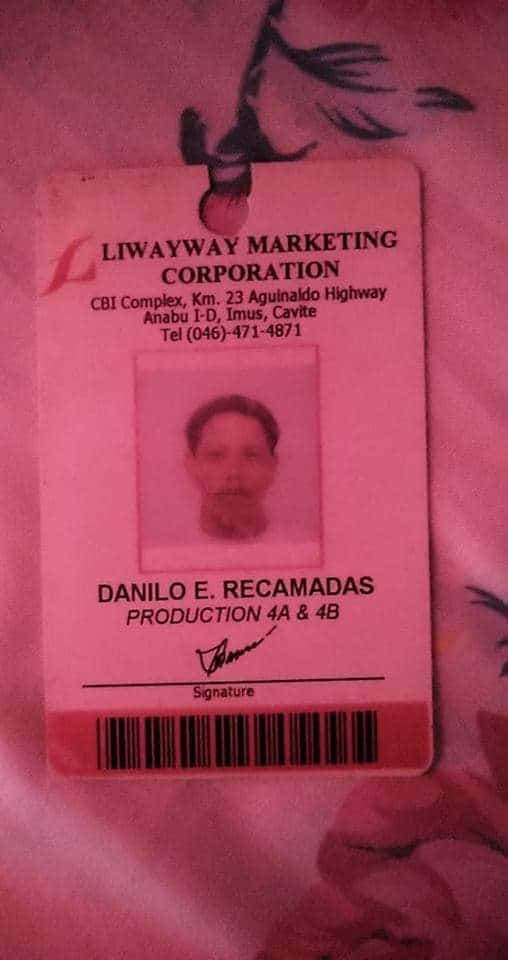 L LIWAYWAY MARKETING
CORPORATION
CBI Complex, Km. 23 Aguinaldo Highway
Anabu I-D, Imus, Cavite
Tel (046)-471-4871
DANILO E. RECAMADAS
PRODUCTION 4A & 4B
Signature